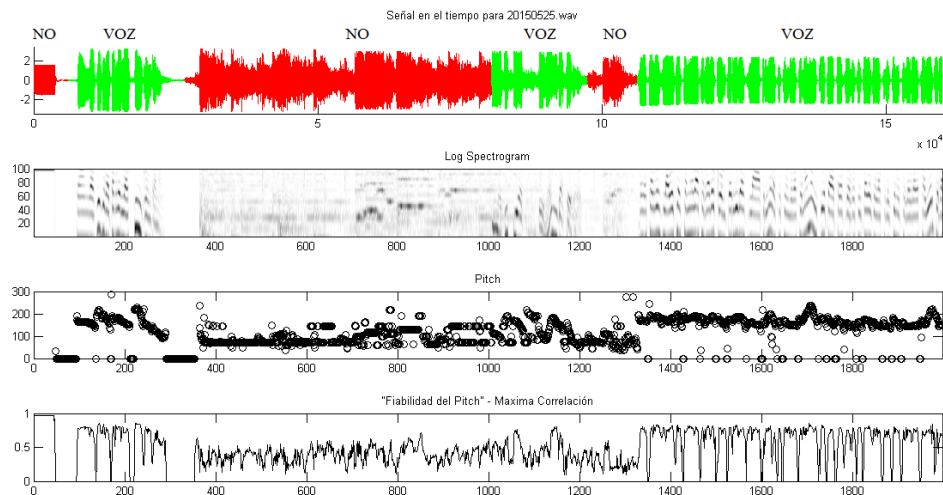 Señal en el tiempo para 20150525.wav
NO VOZ NO VOZ NO VOZ
2
0
-2
0 5 10 15
x 10^4
Log Spectrogram
100
80
60
40
20
200 400 600 800 1000 1200 1400 1600 1800
Pitch
300
200
100
0
0 200 400 600 800 1000 1200 1400 1600 1800
"Fiabilidad del Pitch" - Maxima Correlación
1
0.5
0
0 200 400 600 800 1000 1200 1400 1600 1800